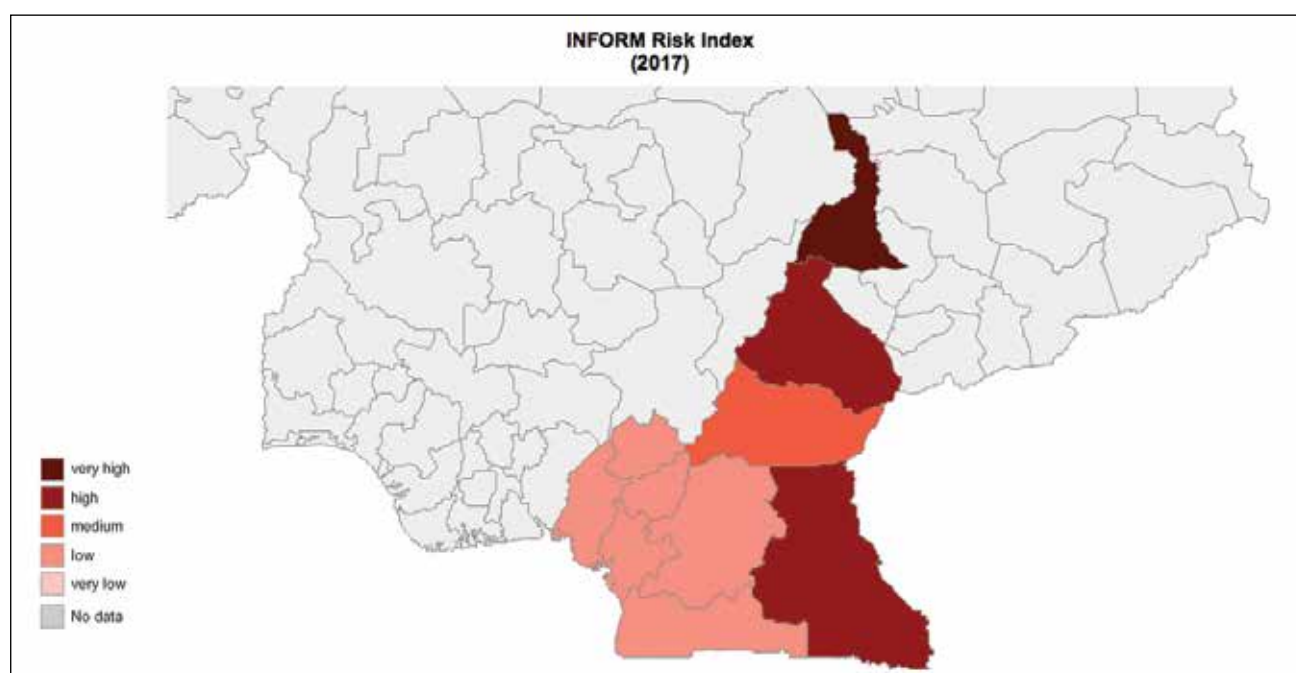 INFORM Risk Index
(2017)
very high
high
medium
low
very low
No data